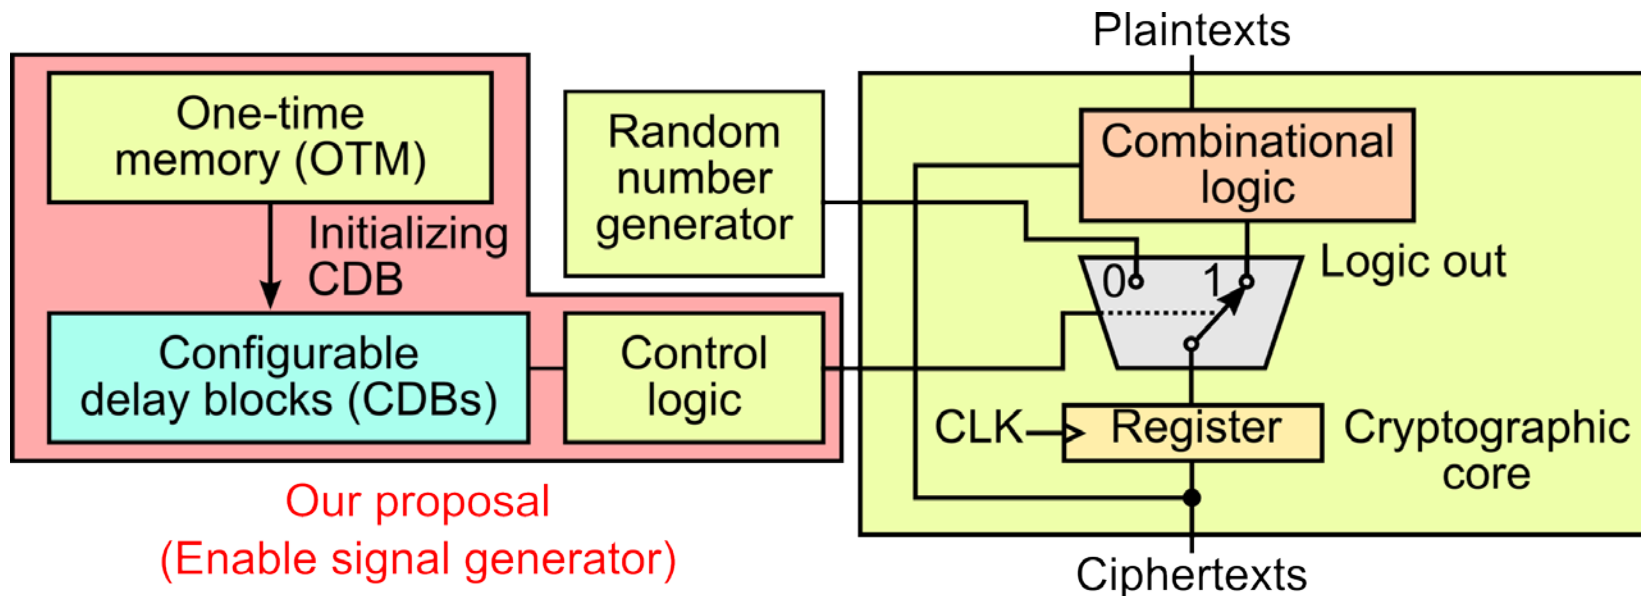 Plaintexts
One-time
memory (OTM)
Random
number
generator
Combinational
logic
Initializing
CDB
0
1
Logic out
Configurable
delay blocks (CDBs)
Control
logic
CLK
Register
Cryptographic
core
Our proposal
(Enable signal generator)
Ciphertexts